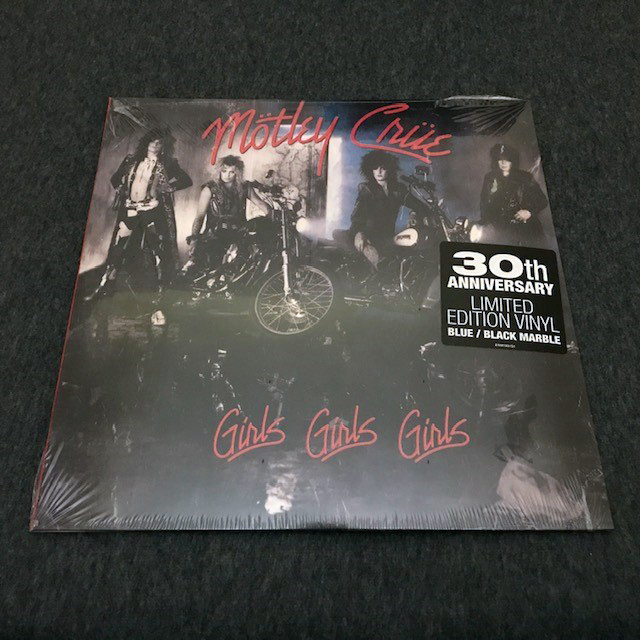 Mötley Crüe
30th
ANNIVERSARY
LIMITED
EDITION VINYL
BLUE / BLACK MARBLE
Girls Girls Girls